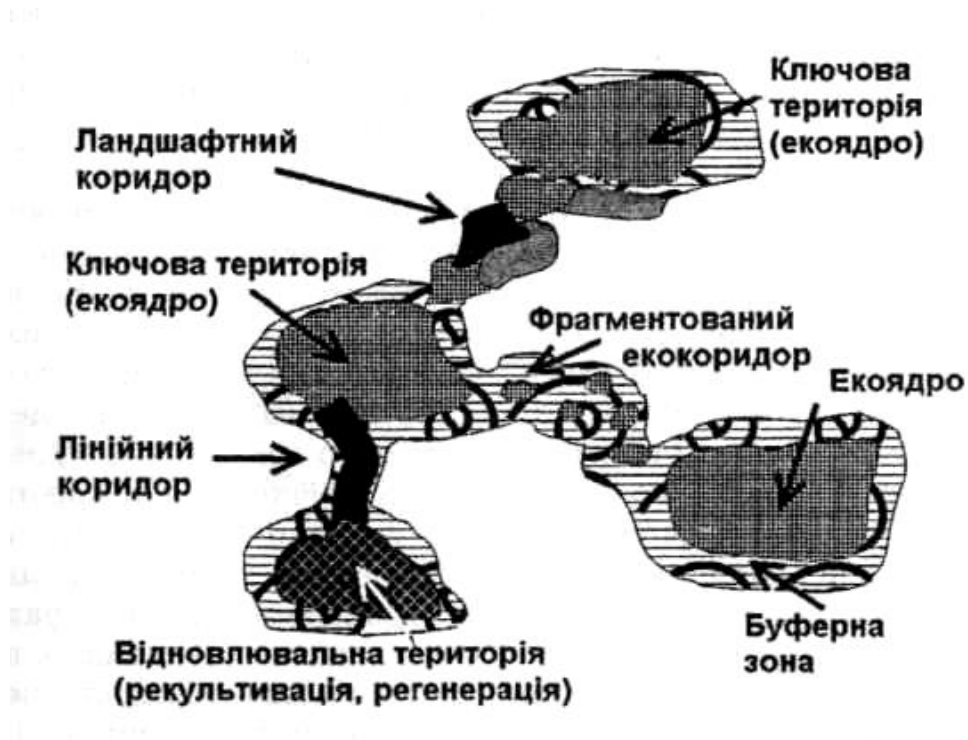 Ключова
територія
(екоядро)
Ландшафтний
коридор
Ключова територія
(екоядро)
Фрагментований
екокоридор
Екоядро
Лінійний
коридор
Буферна
зона
Відновлювальна територія
(рекультивація, регенерація)